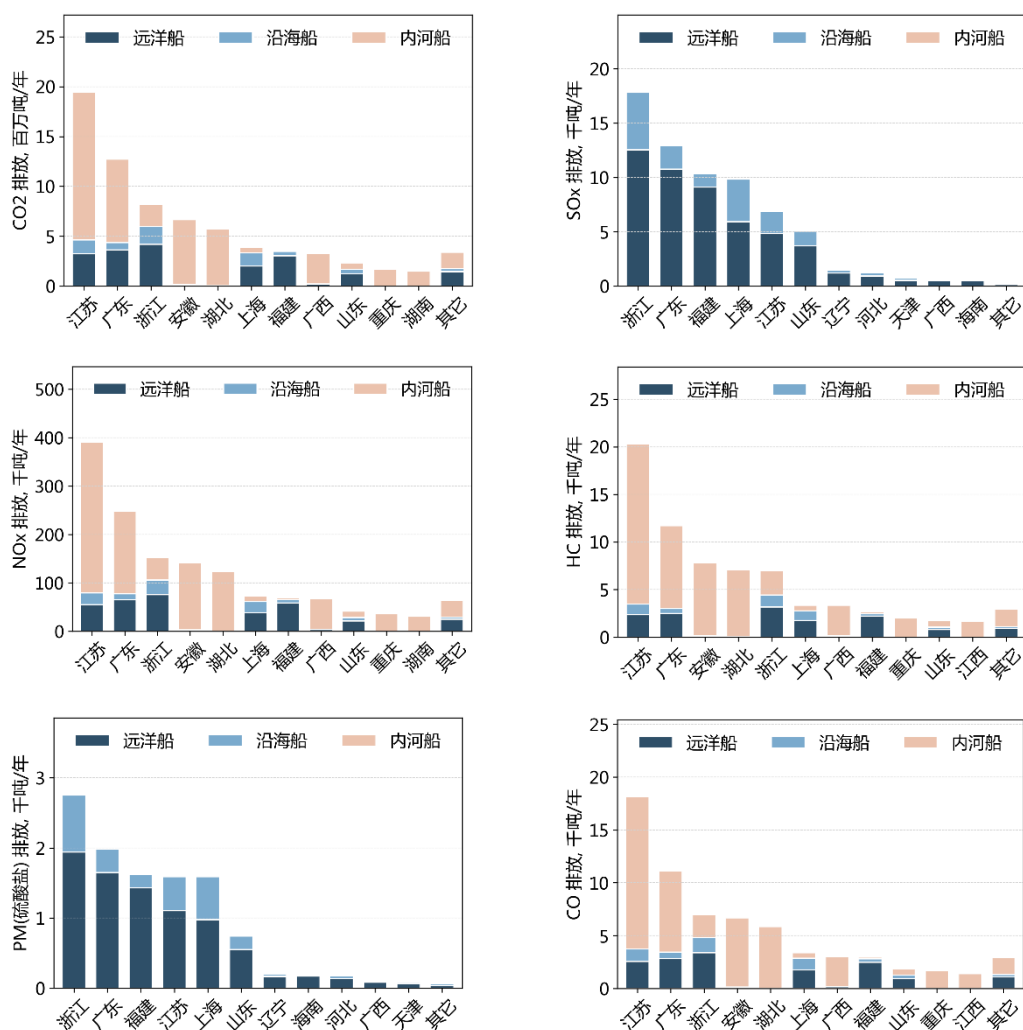 远洋船 沿海船 内河船
CO2 排放, 百万吨/年
25
20
15
10
5
0
江苏 广东 浙江 安徽 湖北 上海 福建 广西 山东 重庆 湖南 其它
远洋船 沿海船 内河船
SOx 排放, 千吨/年
20
15
10
5
0
浙江 广东 福建 上海 江苏 山东 辽宁 河北 天津 广西 海南 其它
远洋船 沿海船 内河船
NOx 排放, 千吨/年
500
400
300
200
100
0
江苏 广东 浙江 安徽 湖北 上海 福建 广西 山东 重庆 湖南 其它
远洋船 沿海船 内河船
HC 排放, 千吨/年
25
20
15
10
5
0
江苏 广东 安徽 湖北 浙江 上海 广西 福建 重庆 山东 江西 其它
远洋船 沿海船 内河船
PM(硫酸盐) 排放, 千吨/年
3
2
1
0
浙江 广东 福建 江苏 上海 山东 辽宁 海南 河北 广西 天津 其它
远洋船 沿海船 内河船
CO 排放, 千吨/年
25
20
15
10
5
0
江苏 广东 浙江 安徽 湖北 上海 广西 福建 山东 重庆 江西 其它